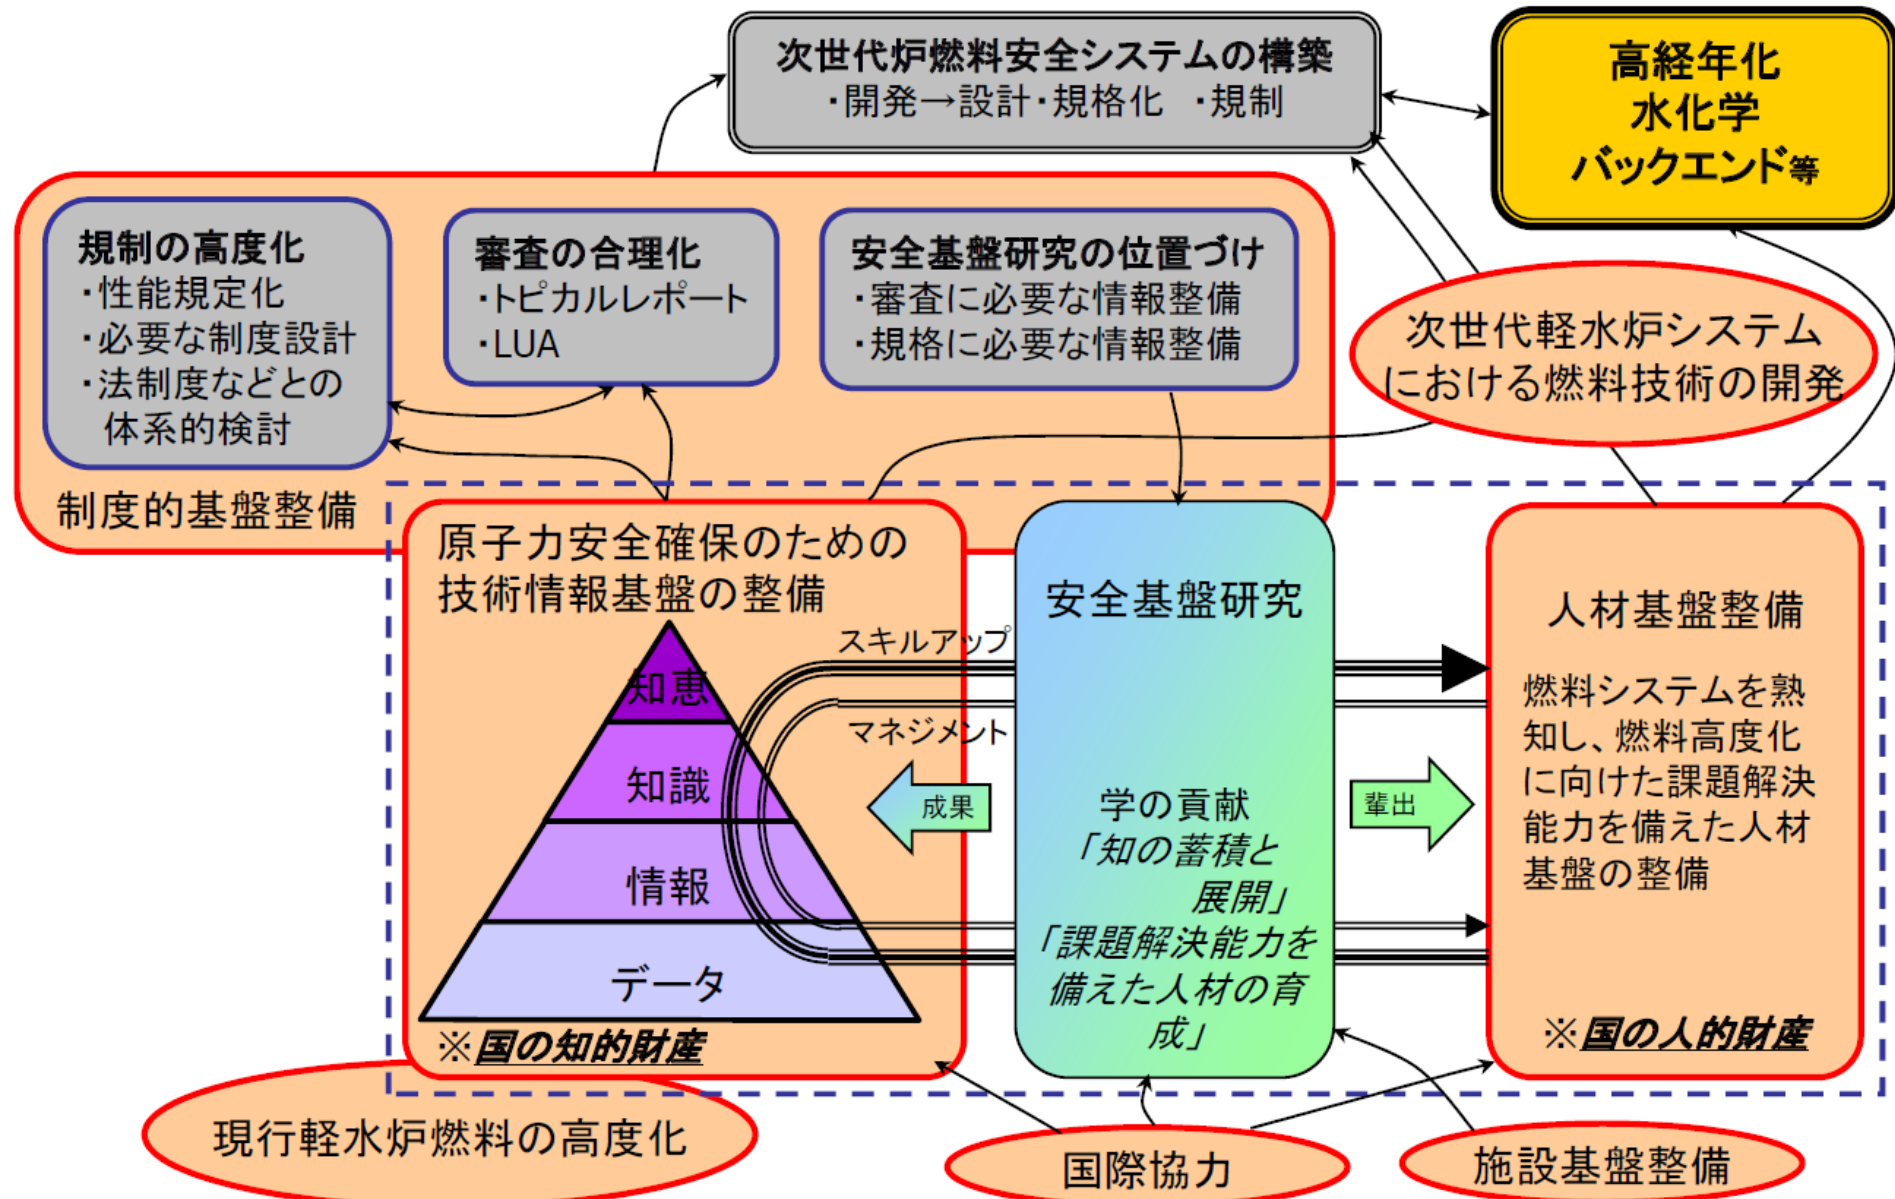 次世代炉燃料安全システムの構築
・開発→設計・規格化　・規制
高経年化
水化学
バックエンド等
規制の高度化
・性能規定化
・必要な制度設計
・法制度などとの
体系的検討
審査の合理化
・トピカルレポート
・LUA
安全基盤研究の位置づけ
・審査に必要な情報整備
・規格に必要な情報整備
次世代軽水炉システム
における燃料技術の開発
制度的基盤整備
原子力安全確保のための
技術情報基盤の整備
知恵
知識
情報
データ
※国の知的財産
スキルアップ
マネジメント
成果
安全基盤研究
学の貢献
「知の蓄積と
展開」
「課題解決能力を
備えた人材の育
成」
輩出
人材基盤整備
燃料システムを熟
知し、燃料高度化
に向けた課題解決
能力を備えた人材
基盤の整備
※国の人的財産
現行軽水炉燃料の高度化
国際協力
施設基盤整備